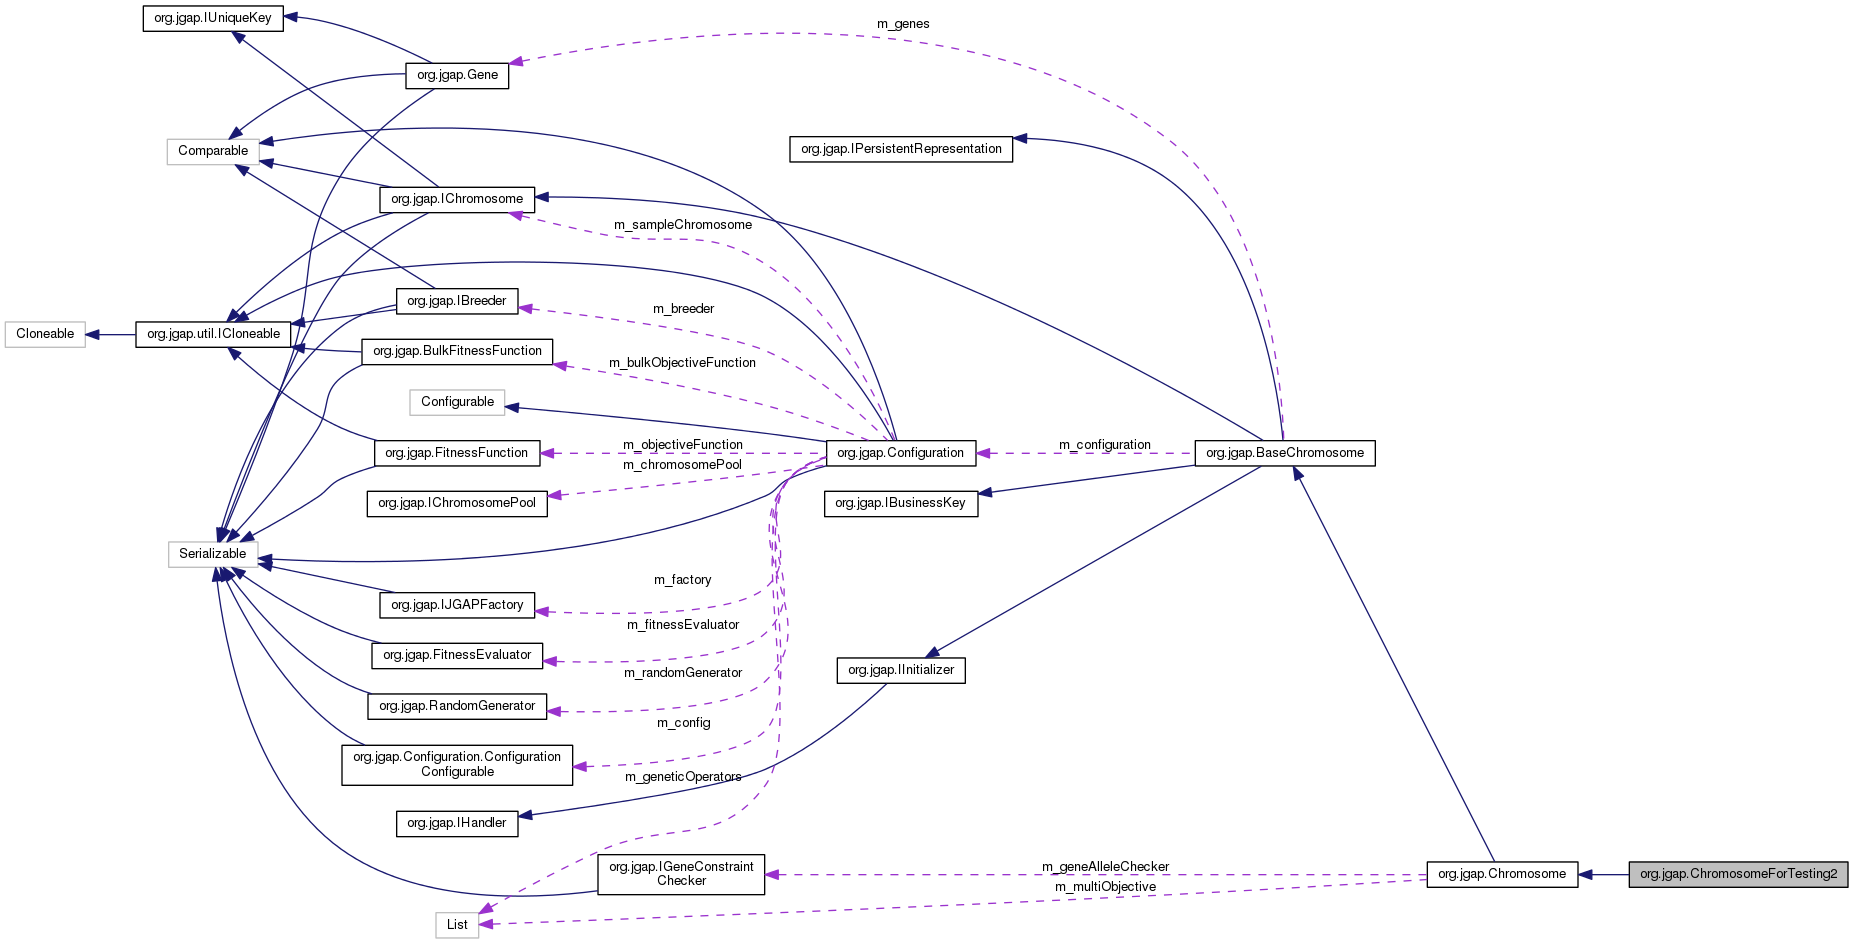 org.jgap.IUniqueKey
m_genes
org.jgap.Gene
Comparable
org.jgap.IPersistentRepresentation
org.jgap.IChromosome
m_sampleChromosome
org.jgap.IBreeder
m_breeder
Cloneable
org.jgap.util.ICloneable
org.jgap.BulkFitnessFunction
m_bulkObjectiveFunction
Configurable
org.jgap.FitnessFunction
m_objectiveFunction
org.jgap.Configuration
m_configuration
org.jgap.BaseChromosome
m_chromosomePool
org.jgap.IChromosomePool
org.jgap.IBusinessKey
Serializable
m_factory
org.jgap.IJGAPFactory
m_fitnessEvaluator
org.jgap.FitnessEvaluator
m_randomGenerator
org.jgap.IInitializer
org.jgap.RandomGenerator
m_config
org.jgap.Configuration.Configuration
Configurable
m_geneticOperators
org.jgap.IHandler
org.jgap.IGeneConstraint
Checker
m_geneAlleleChecker
m_multiObjective
org.jgap.Chromosome
org.jgap.ChromosomeForTesting2
List